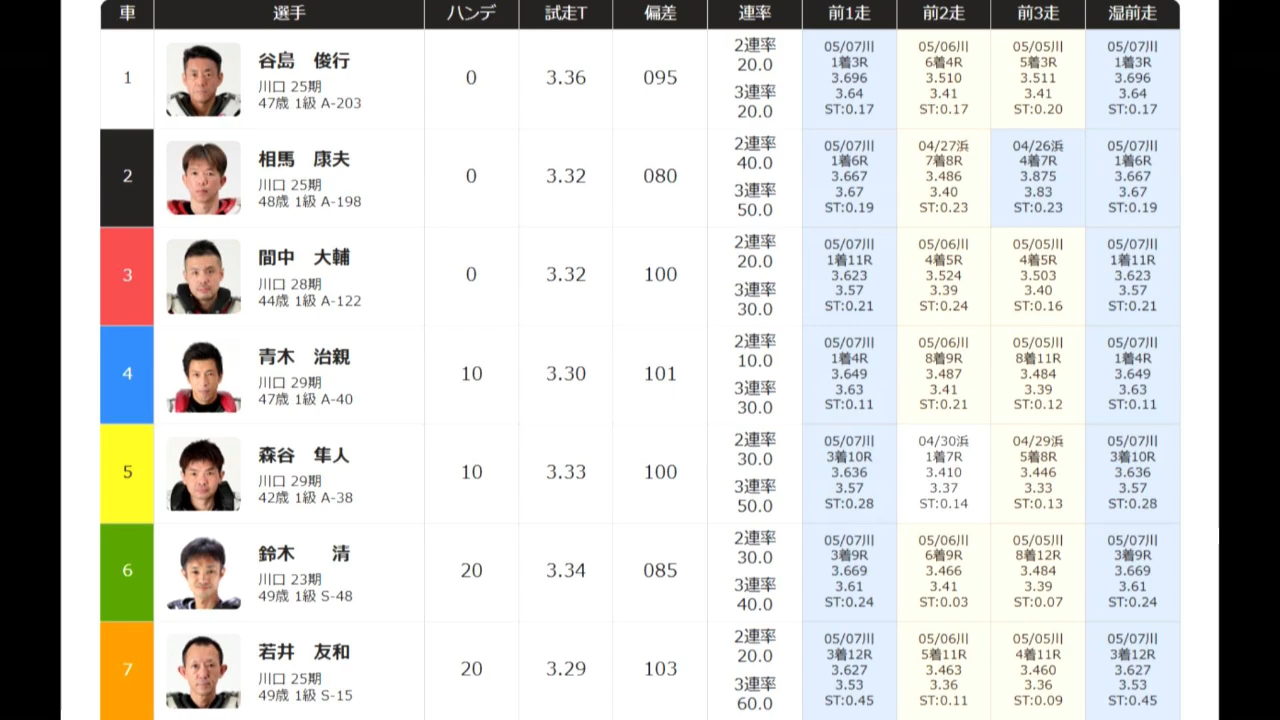 車 選手 ハンデ 試走T 偏差 連率 前1走 前2走 前3走 湿前走
1 谷島 俊行 川口 25期 47歳 1級 A-203 0 3.36 095 2連率 20.0 3連率 20.0 05/07川 1着3R 3.696 3.64 ST:0.17 05/06川 6着4R 3.510 3.41 ST:0.17 05/05川 5着3R 3.511 3.41 ST:0.20 05/07川 1着3R 3.696 3.64 ST:0.17
2 相馬 康夫 川口 25期 48歳 1級 A-198 0 3.32 080 2連率 40.0 3連率 50.0 05/07川 1着6R 3.667 3.67 ST:0.19 04/27浜 7着8R 3.486 3.40 ST:0.23 04/26浜 4着7R 3.875 3.83 ST:0.23 05/07川 1着6R 3.667 3.67 ST:0.19
3 間中 大輔 川口 28期 44歳 1級 A-122 0 3.32 100 2連率 20.0 3連率 30.0 05/07川 1着11R 3.623 3.57 ST:0.21 05/06川 4着5R 3.524 3.39 ST:0.24 05/05川 4着5R 3.503 3.40 ST:0.16 05/07川 1着11R 3.623 3.57 ST:0.21
4 青木 治親 川口 29期 47歳 1級 A-40 10 3.30 101 2連率 10.0 3連率 30.0 05/07川 1着4R 3.649 3.63 ST:0.11 05/06川 8着9R 3.487 3.41 ST:0.21 05/05川 8着11R 3.484 3.39 ST:0.12 05/07川 1着4R 3.649 3.63 ST:0.11
5 森谷 隼人 川口 29期 42歳 1級 A-38 10 3.33 100 2連率 30.0 3連率 50.0 05/07川 3着10R 3.636 3.57 ST:0.28 04/30浜 1着7R 3.410 3.37 ST:0.14 04/29浜 5着8R 3.446 3.33 ST:0.13 05/07川 3着10R 3.636 3.57 ST:0.28
6 鈴木 清 川口 23期 49歳 1級 S-48 20 3.34 085 2連率 30.0 3連率 40.0 05/07川 3着9R 3.669 3.61 ST:0.24 05/06川 6着9R 3.466 3.41 ST:0.03 05/05川 8着12R 3.484 3.39 ST:0.07 05/07川 3着9R 3.669 3.61 ST:0.24
7 若井 友和 川口 25期 49歳 1級 S-15 20 3.29 103 2連率 20.0 3連率 60.0 05/07川 3着12R 3.627 3.53 ST:0.45 05/06川 5着11R 3.463 3.36 ST:0.11 05/05川 4着11R 3.460 3.36 ST:0.09 05/07川 3着12R 3.627 3.53 ST:0.45